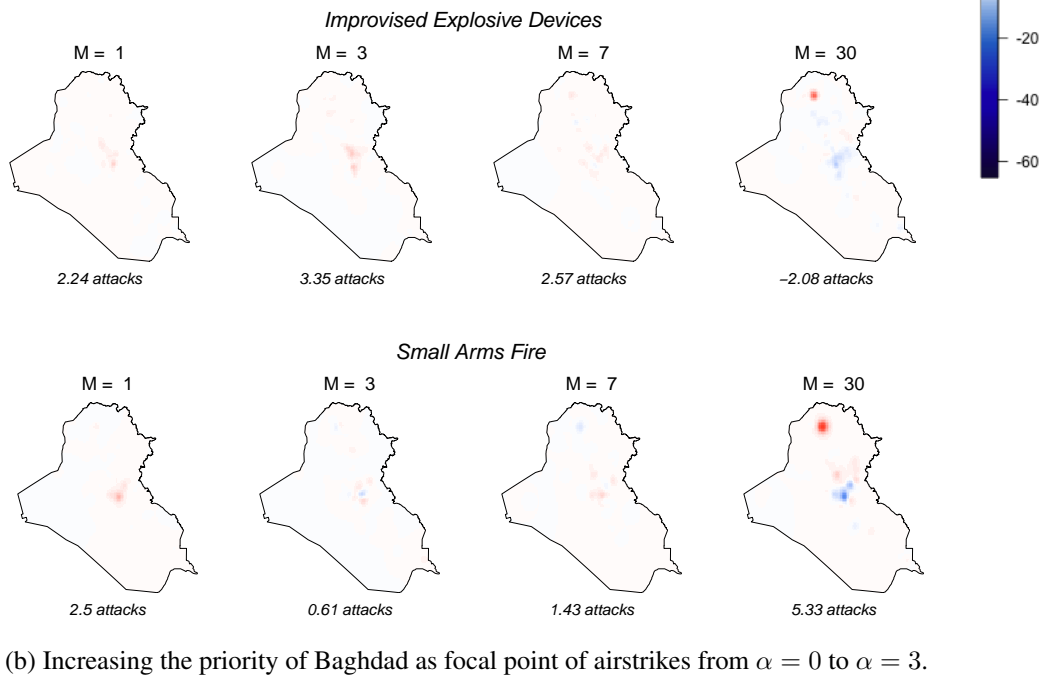 Improvised Explosive Devices
M = 1
M = 3
M = 7
M = 30
-20
-40
-60
2.24 attacks
3.35 attacks
2.57 attacks
−2.08 attacks
Small Arms Fire
M = 1
M = 3
M = 7
M = 30
2.5 attacks
0.61 attacks
1.43 attacks
5.33 attacks
(b) Increasing the priority of Baghdad as focal point of airstrikes from α = 0 to α = 3.